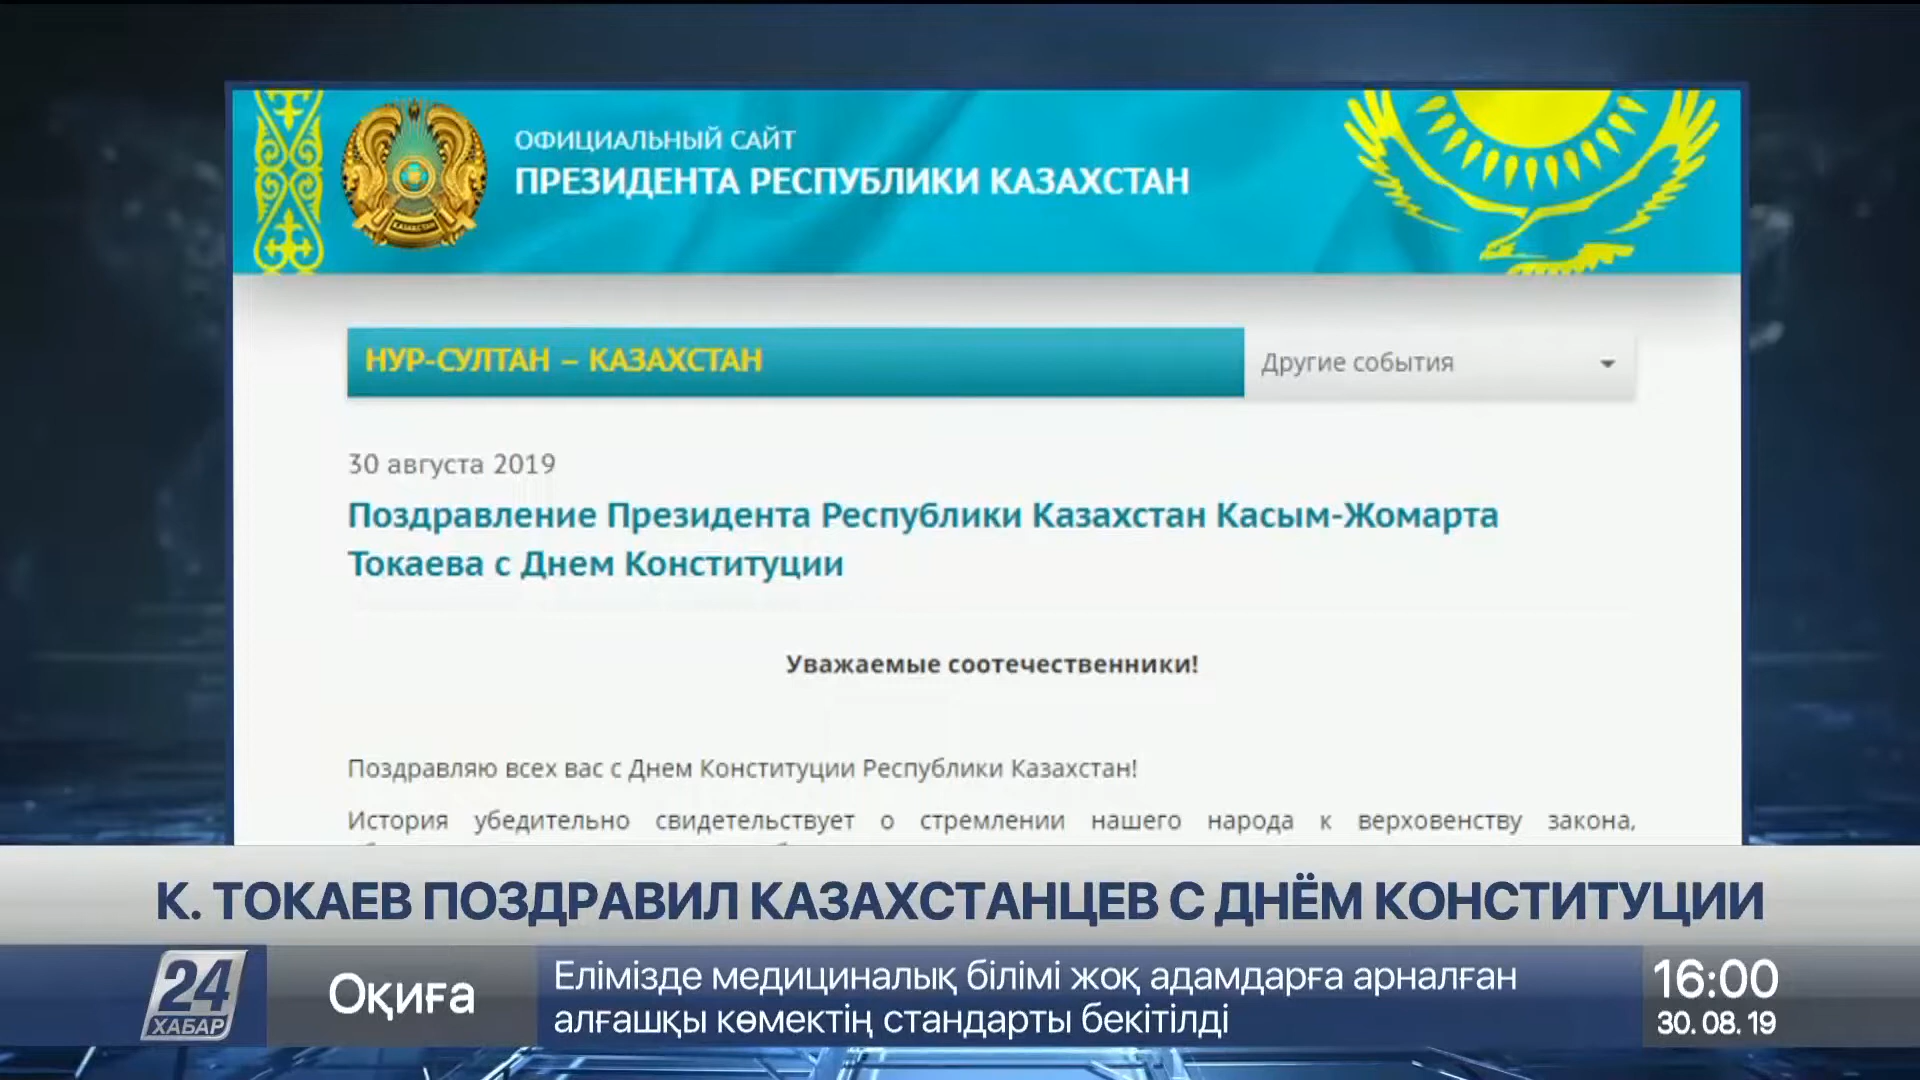 ОФИЦИАЛЬНЫЙ САЙТ
ПРЕЗИДЕНТА РЕСПУБЛИКИ КАЗАХСТАН
НУР-СУЛТАН – КАЗАХСТАН
Другие события
30 августа 2019
Поздравление Президента Республики Казахстан Касым-Жомарта
Токаева с Днем Конституции
Уважаемые соотечественники!
Поздравляю всех вас с Днем Конституции Республики Казахстан!
История убедительно свидетельствует о стремлении нашего народа к верховенству закона,
К. ТОКАЕВ ПОЗДРАВИЛ КАЗАХСТАНЦЕВ С ДНЁМ КОНСТИТУЦИИ
24
ХАБАР
Оқиға
Елімізде медициналық білімі жоқ адамдарға арналған
алғашқы көмектің стандарты бекітілді
16:00
30. 08. 19